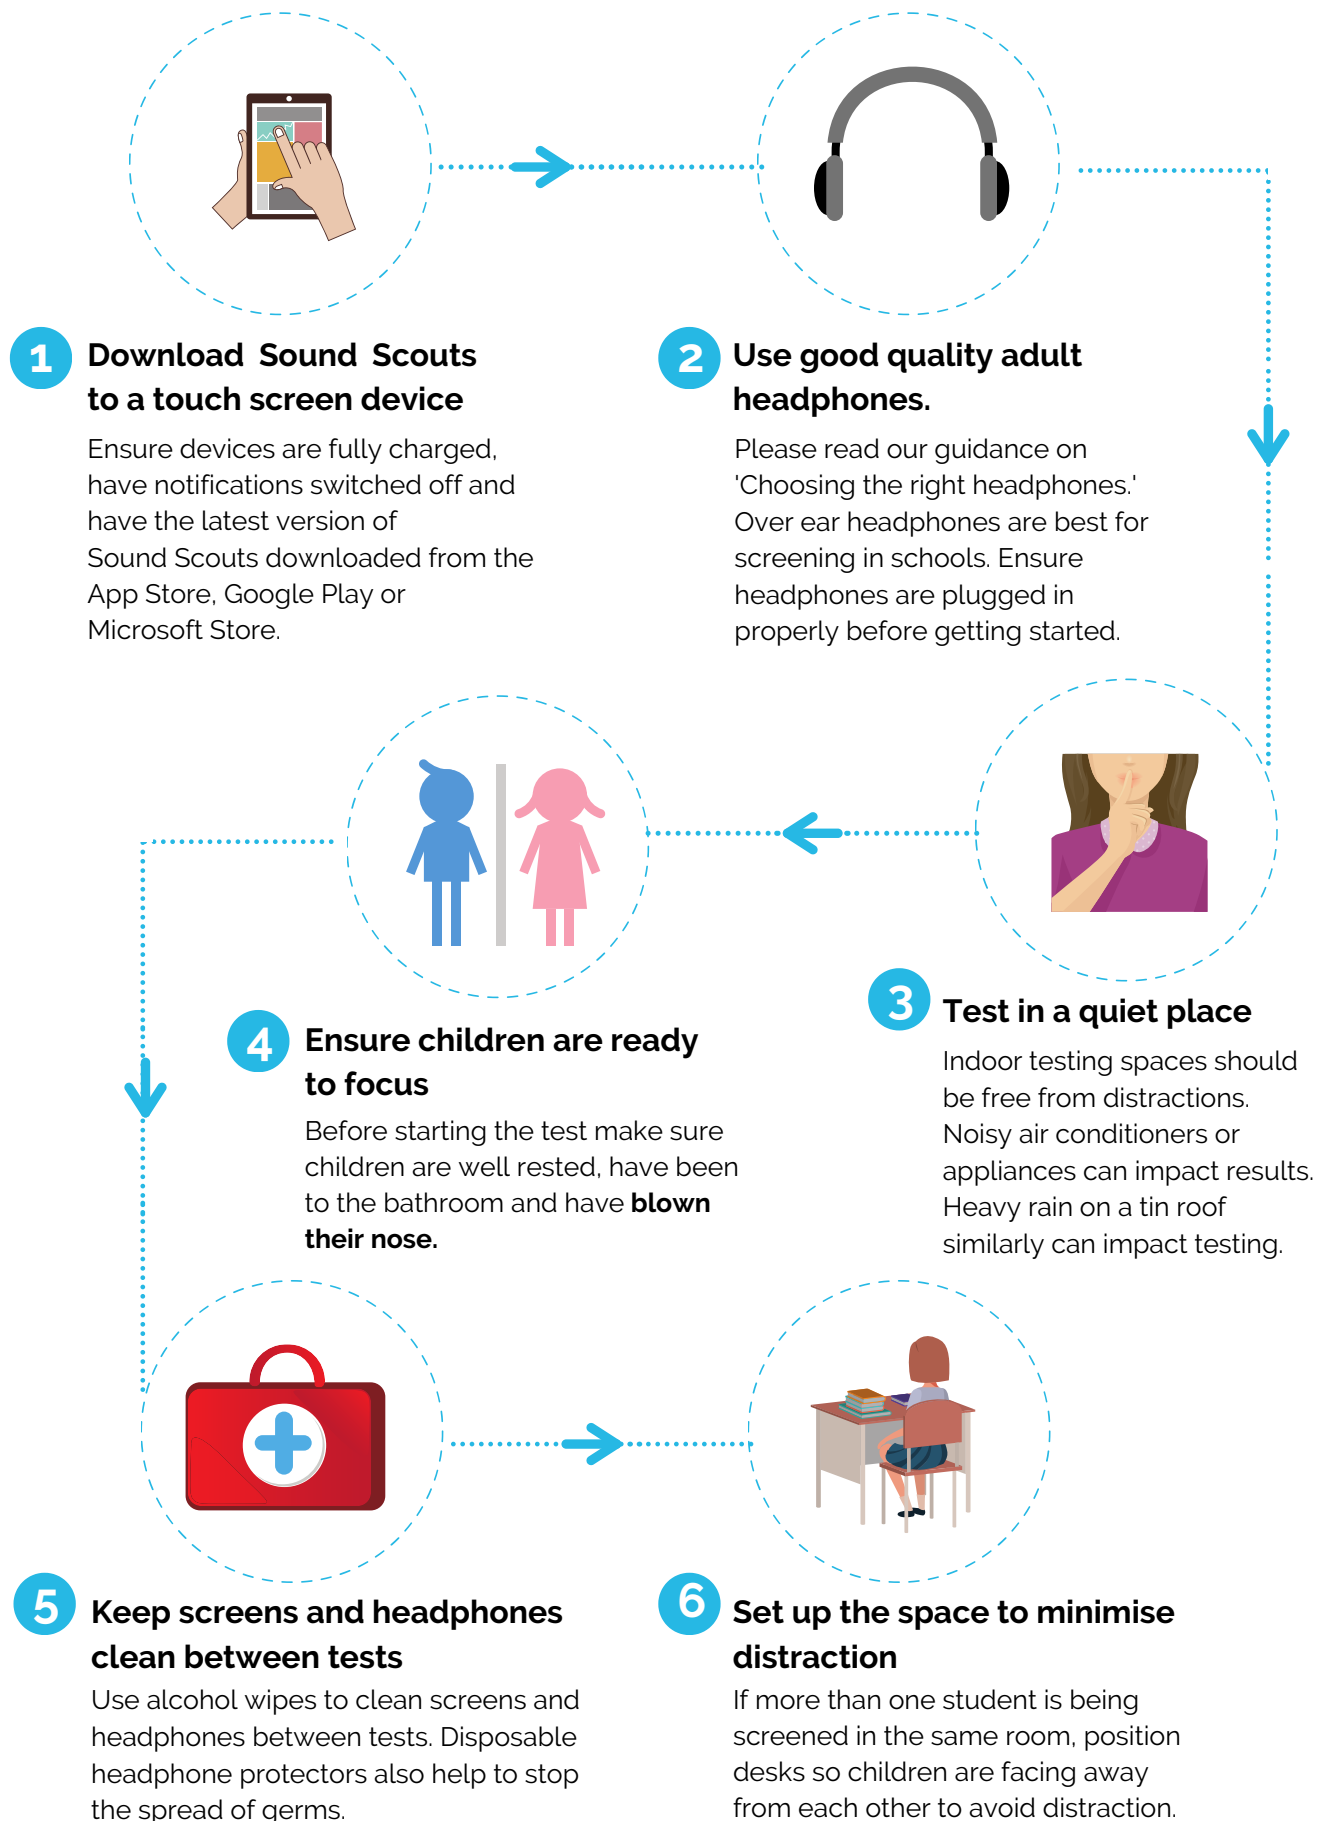 1
Download Sound Scouts
to a touch screen device
Ensure devices are fully charged,
have notifications switched off and
have the latest version of
Sound Scouts downloaded from the
App Store, Google Play or
Microsoft Store.
2
Use good quality adult
headphones.
Please read our guidance on
'Choosing the right headphones.'
Over ear headphones are best for
screening in schools. Ensure
headphones are plugged in
properly before getting started.
3
Test in a quiet place
Indoor testing spaces should
be free from distractions.
Noisy air conditioners or
appliances can impact results.
Heavy rain on a tin roof
similarly can impact testing.
4
Ensure children are ready
to focus
Before starting the test make sure
children are well rested, have been
to the bathroom and have blown
their nose.
5
Keep screens and headphones
clean between tests
Use alcohol wipes to clean screens and
headphones between tests. Disposable
headphone protectors also help to stop
the spread of germs.
6
Set up the space to minimise
distraction
If more than one student is being
screened in the same room, position
desks so children are facing away
from each other to avoid distraction.